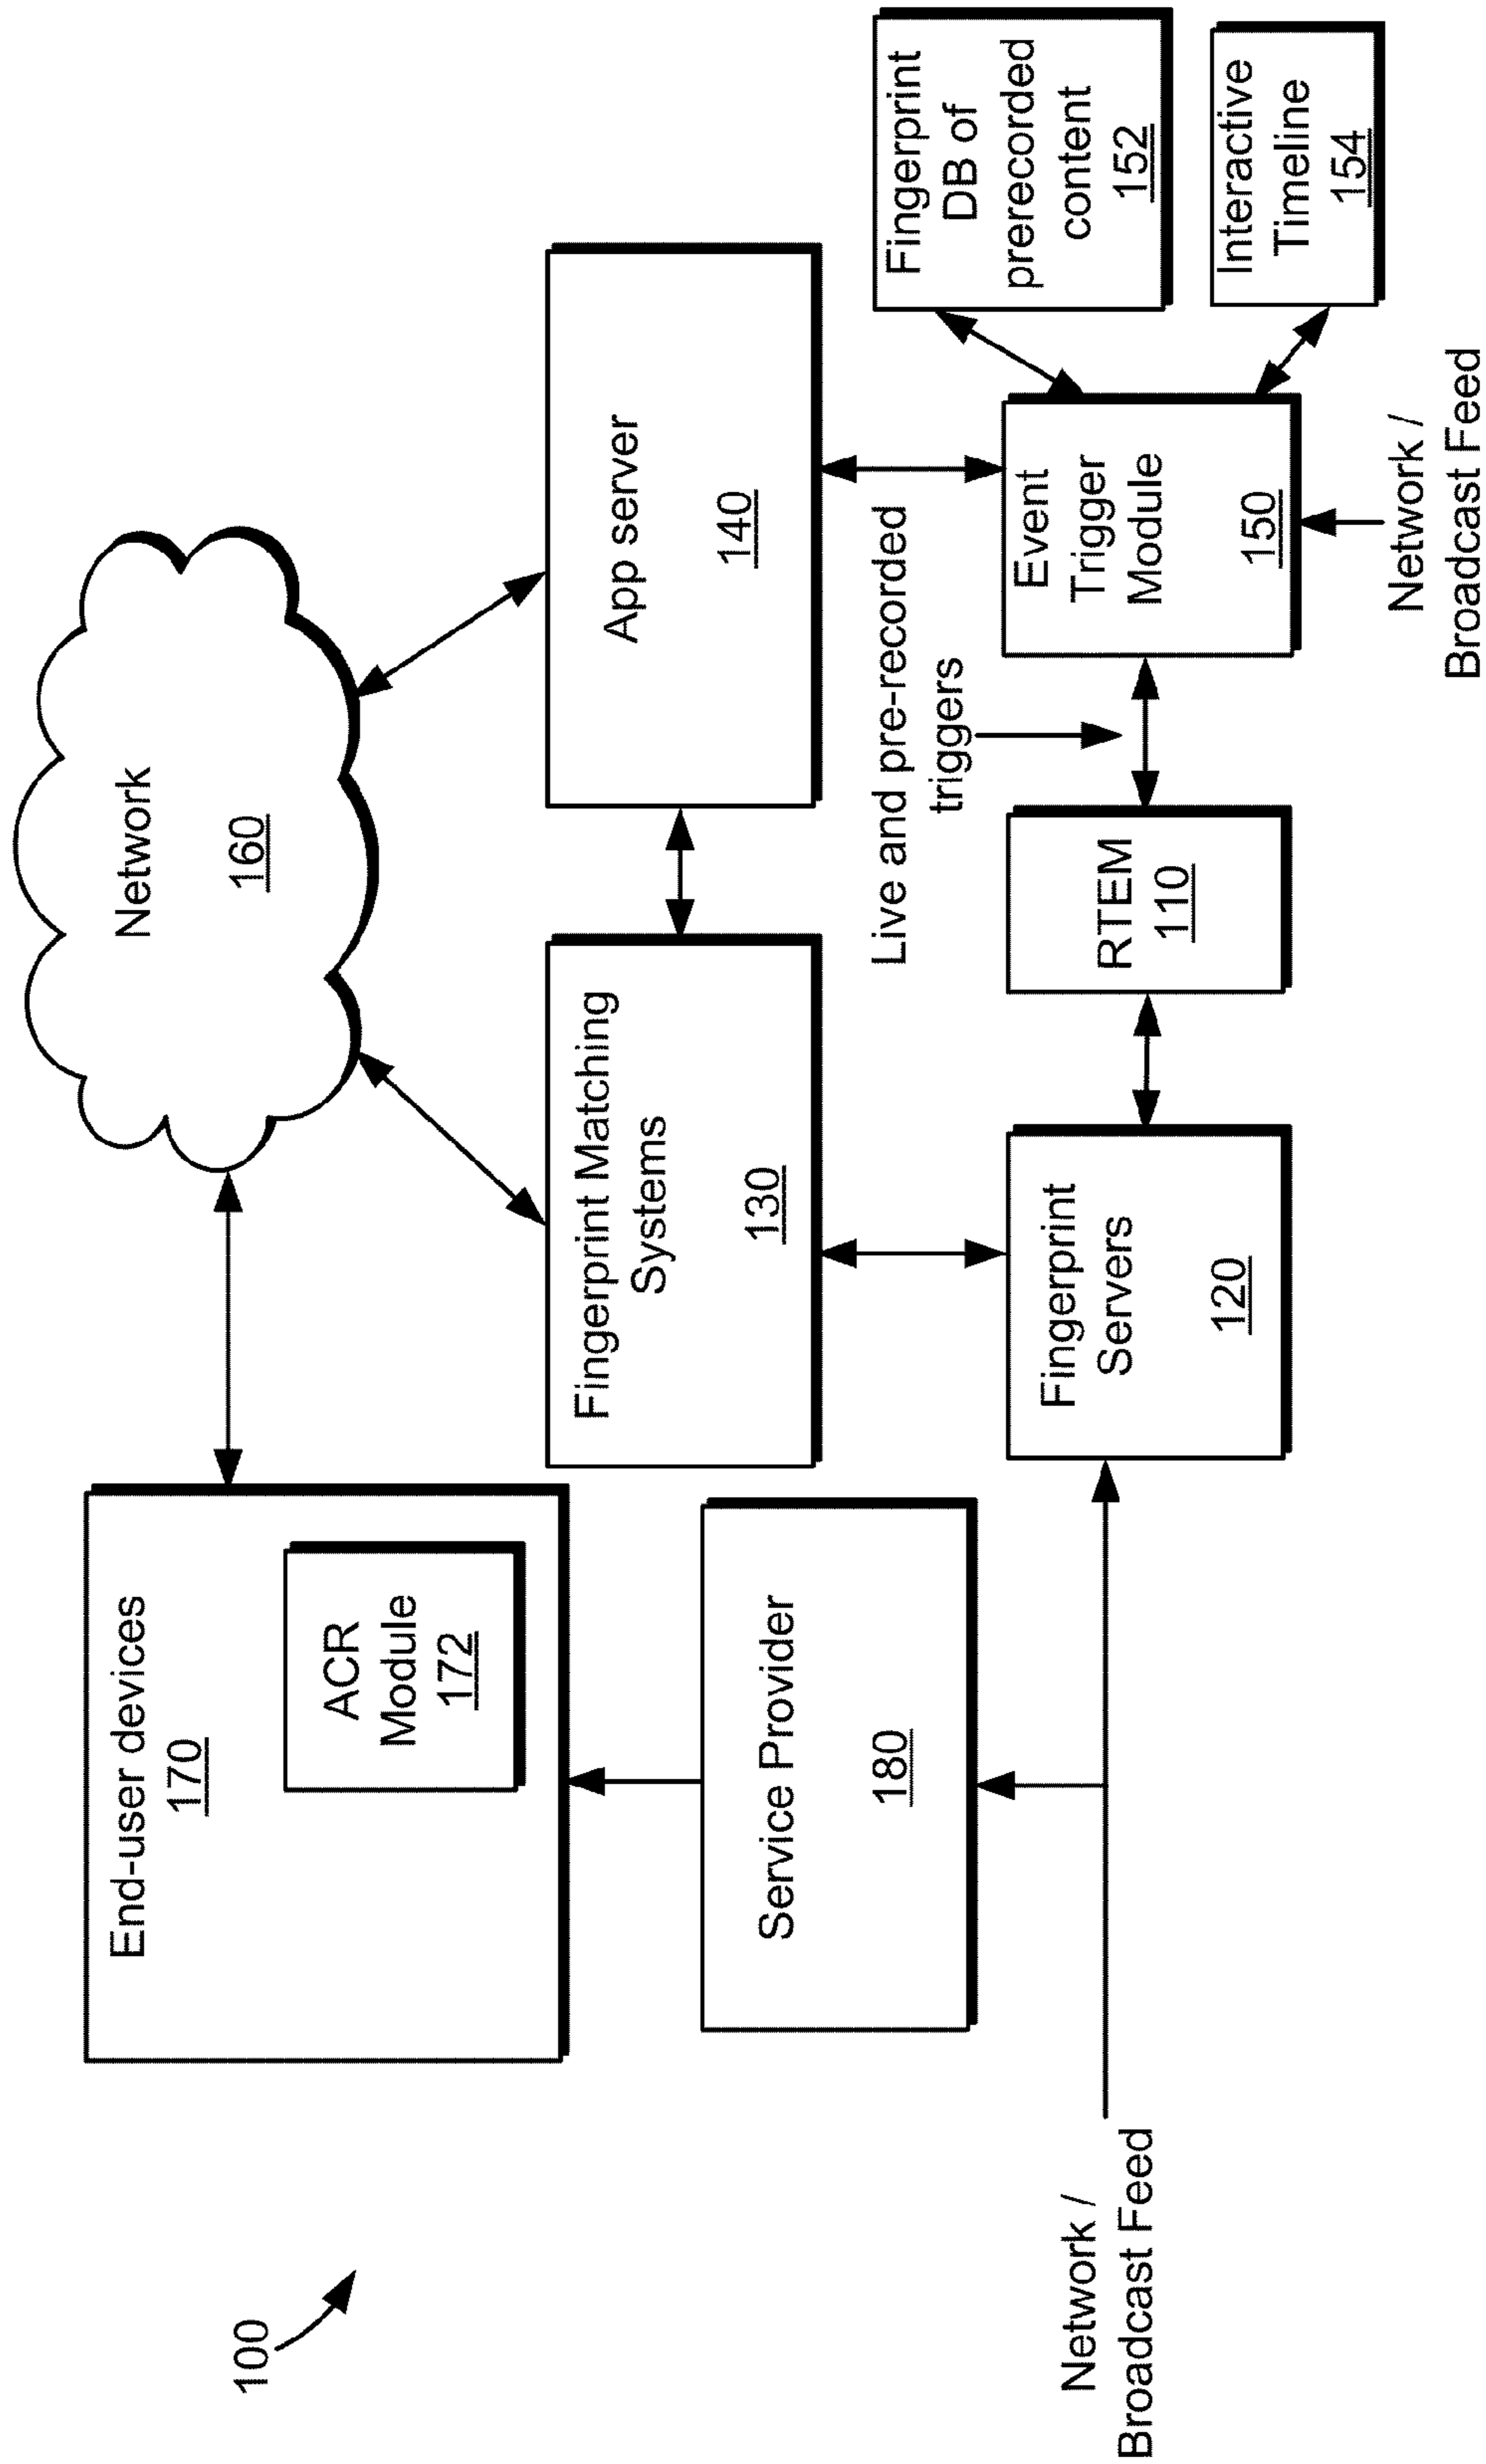 100
End-user devices
170
ACR
Module
172
Network
160
Service Provider
180
Fingerprint Matching
Systems
130
App server
140
Live and pre-recorded
triggers
Fingerprint
Servers
120
RTEM
110
Event
Trigger
Module
150
Fingerprint
DB of
prerecorded
content
152
Interactive
Timeline
154
Network /
Broadcast Feed
Network /
Broadcast Feed